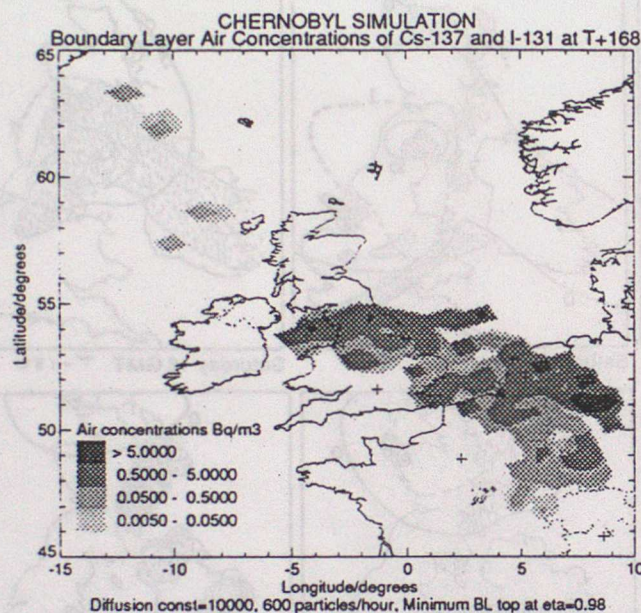 CHERNOBYL SIMULATION
Boundary Layer Air Concentrations of Cs-137 and I-131 at T+168
65
60
55
50
45
Latitude/degrees
Air concentrations Bq/m3
> 5.0000
0.5000 - 5.0000
0.0500 - 0.5000
0.0050 - 0.0500
-15 -10 -5 0 5 10
Longitude/degrees
Diffusion const=10000, 600 particles/hour, Minimum BL top at eta=0.98